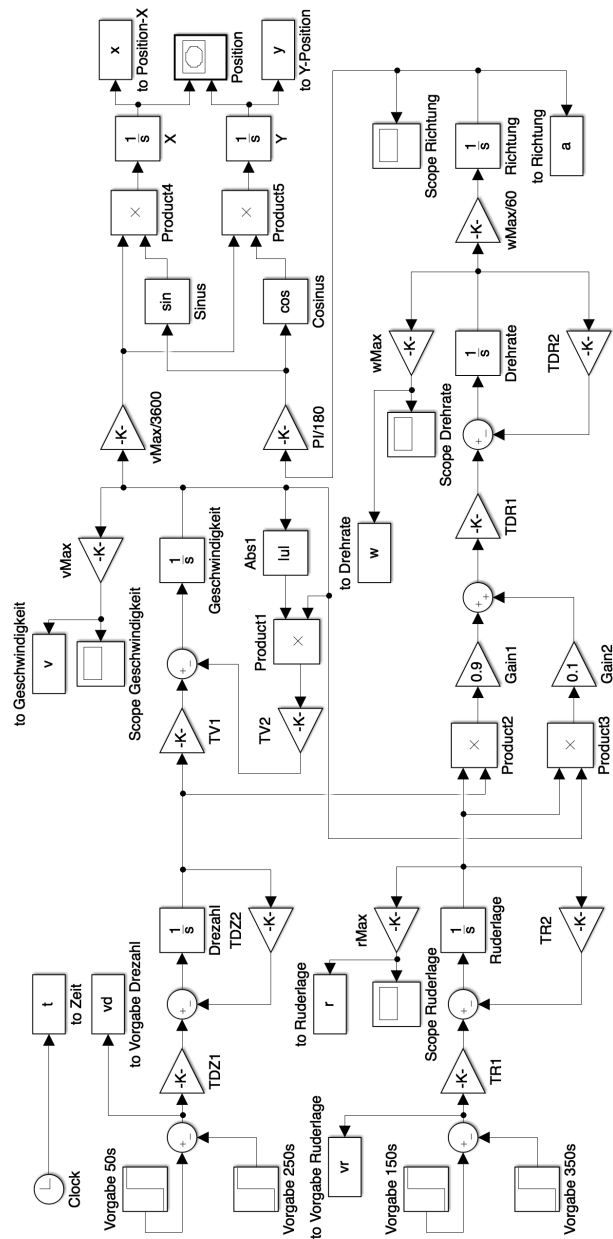 Clock
t
to Zeit
vd
to Vorgabe Drezahl
Vorgabe 50s
+
−
Vorgabe 250s
-K-
TDZ1
+
−
1
s
Drezahl
TDZ2
-K-
to Geschwindigkeit
v
vMax
-K-
Scope Geschwindigkeit
-K-
TV1
+
−
1
s
Geschwindigkeit
Abs1
|u|
Product1
×
TV2
-K-
-K-
vMax/3600
-K-
PI/180
sin
Sinus
cos
Cosinus
×
Product4
×
Product5
1
s
X
1
s
Y
x
to Position-X
Position
y
to Y-Position
to Vorgabe Ruderlage
vr
Vorgabe 150s
+
−
Vorgabe 350s
-K-
TR1
+
−
1
s
Ruderlage
-K-
TR2
to Ruderlage
r
rMax
-K-
Scope Ruderlage
×
Product2
×
Product3
0.9
Gain1
0.1
Gain2
+
+
-K-
TDR1
+
−
1
s
Drehrate
TDR2
-K-
to Drehrate
w
wMax
-K-
Scope Drehrate
-K-
wMax/60
1
s
Richtung
Scope Richtung
to Richtung
a